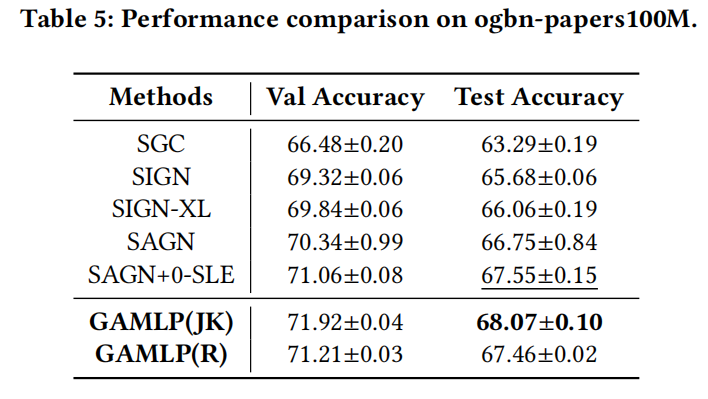 Table 5: Performance comparison on ogbn-papers100M.
Methods Val Accuracy Test Accuracy
SGC 66.48±0.20 63.29±0.19
SIGN 69.32±0.06 65.68±0.06
SIGN-XL 69.84±0.06 66.06±0.19
SAGN 70.34±0.99 66.75±0.84
SAGN+0-SLE 71.06±0.08 67.55±0.15
GAMLP(JK) 71.92±0.04 68.07±0.10
GAMLP(R) 71.21±0.03 67.46±0.02